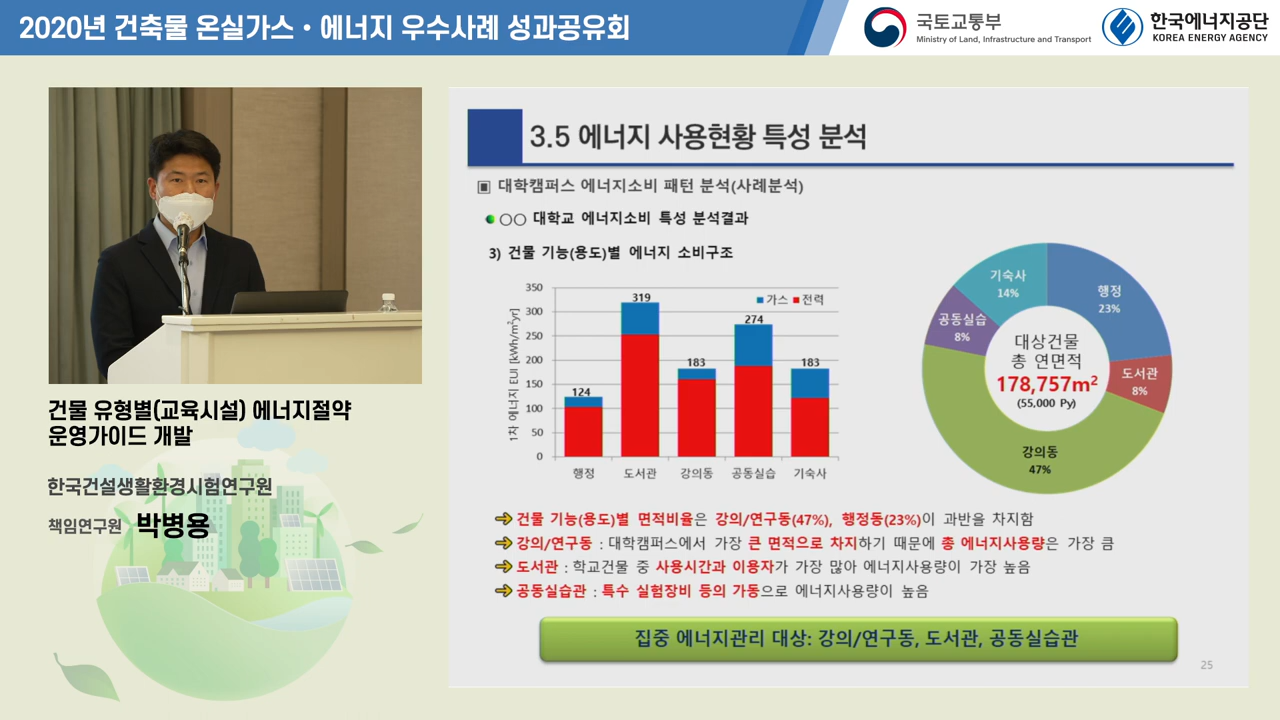 2020년 건축물 온실가스・에너지 우수사례 성과공유회
국토교통부
Ministry of Land, Infrastructure and Transport
한국에너지공단
KOREA ENERGY AGENCY
건물 유형별(교육시설) 에너지절약
운영가이드 개발
한국건설생활환경시험연구원
책임연구원 박병용
3.5 에너지 사용현황 특성 분석
▣ 대학캠퍼스 에너지소비 패턴 분석(사례분석)
○○ 대학교 에너지소비 특성 분석결과
3) 건물 기능(용도)별 에너지 소비구조
1차 에너지 EUI [kWh/m²yr]
350
300
250
200
150
100
50
0
가스 전력
124
319
183
274
183
행정 도서관 강의동 공동실습 기숙사
기숙사
14%
행정
23%
공동실습
8%
도서관
8%
강의동
47%
대상건물
총 연면적
178,757m²
(55,000 Py)
건물 기능(용도)별 면적비율은 강의/연구동(47%), 행정동(23%)이 과반을 차지함
강의/연구동 : 대학캠퍼스에서 가장 큰 면적으로 차지하기 때문에 총 에너지사용량은 가장 큼
도서관 : 학교건물 중 사용시간과 이용자가 가장 많아 에너지사용량이 가장 높음
공동실습관 : 특수 실험장비 등의 가동으로 에너지사용량이 높음
집중 에너지관리 대상: 강의/연구동, 도서관, 공동실습관
25